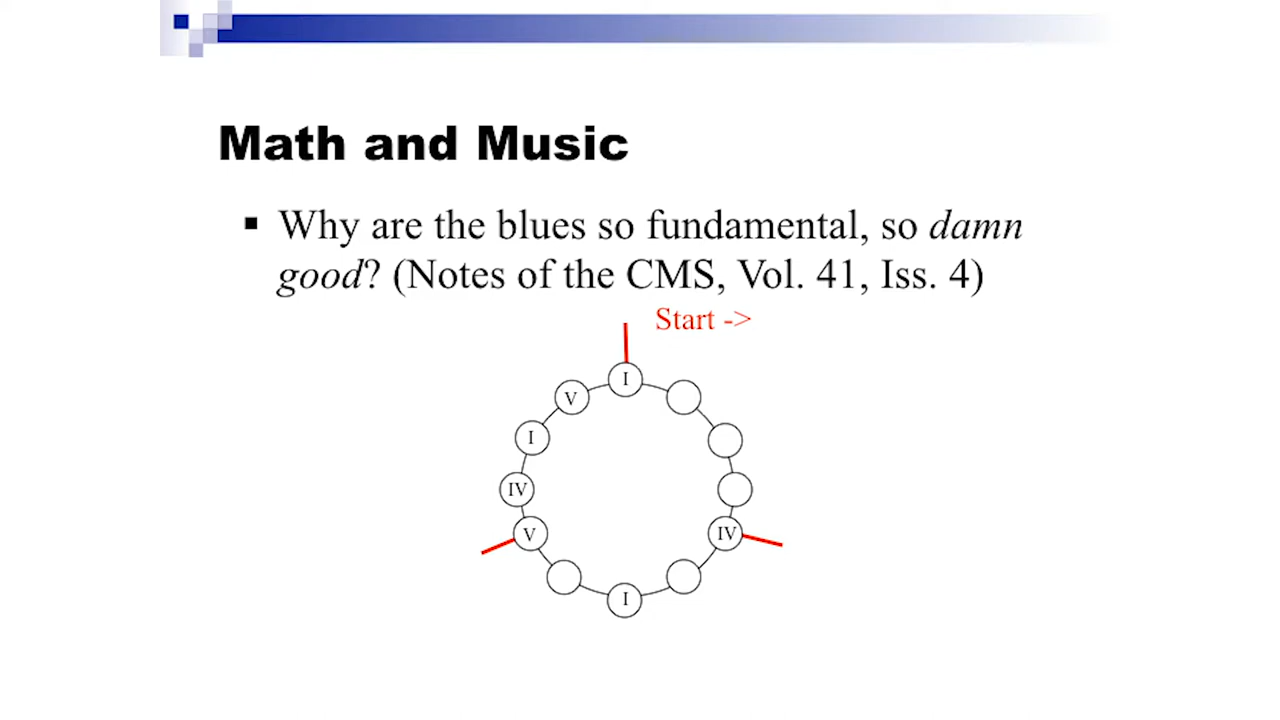 Math and Music
▪ Why are the blues so fundamental, so damn
good? (Notes of the CMS, Vol. 41, Iss. 4)
Start ->
I
V
I
IV
V
IV
I